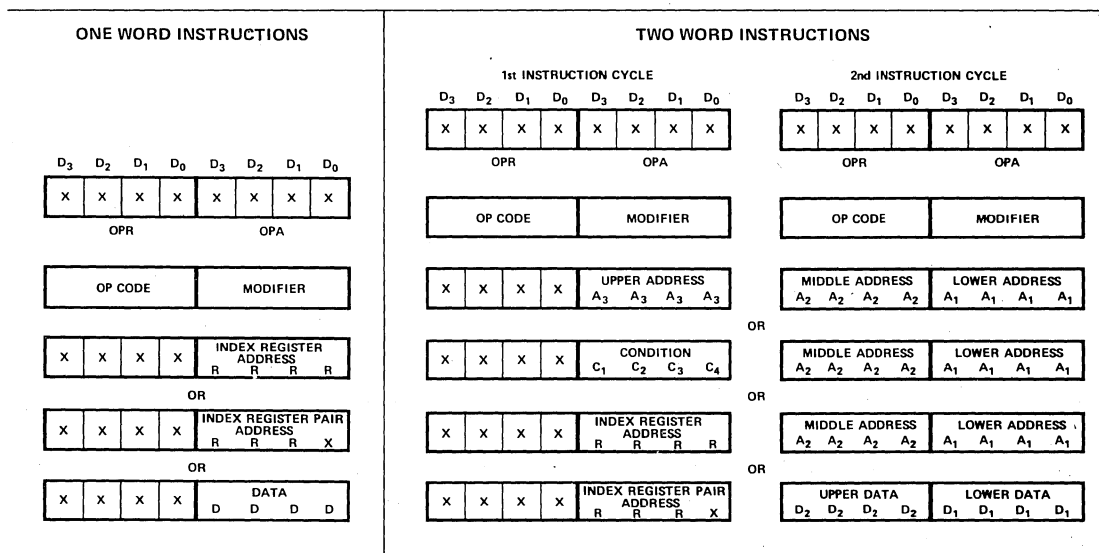 ONE WORD INSTRUCTIONS
D3 D2 D1 D0 D3 D2 D1 D0
X X X X X X X X
OPR OPA
OP CODE MODIFIER
X X X X INDEX REGISTER
ADDRESS
R R R R
OR
X X X X INDEX REGISTER PAIR
ADDRESS
R R R X
OR
X X X X DATA
D D D D
TWO WORD INSTRUCTIONS
1st INSTRUCTION CYCLE 2nd INSTRUCTION CYCLE
D3 D2 D1 D0 D3 D2 D1 D0 D3 D2 D1 D0 D3 D2 D1 D0
X X X X X X X X X X X X X X X X
OPR OPA OPR OPA
OP CODE MODIFIER OP CODE MODIFIER
X X X X UPPER ADDRESS MIDDLE ADDRESS LOWER ADDRESS
A3 A3 A3 A3 A2 A2 A2 A2 A1 A1 A1 A1
OR
X X X X CONDITION MIDDLE ADDRESS LOWER ADDRESS
C1 C2 C3 C4 A2 A2 A2 A2 A1 A1 A1 A1
OR
X X X X INDEX REGISTER MIDDLE ADDRESS LOWER ADDRESS
ADDRESS
R R R R A2 A2 A2 A2 A1 A1 A1 A1
OR
X X X X INDEX REGISTER PAIR UPPER DATA LOWER DATA
ADDRESS
R R R X D2 D2 D2 D2 D1 D1 D1 D1